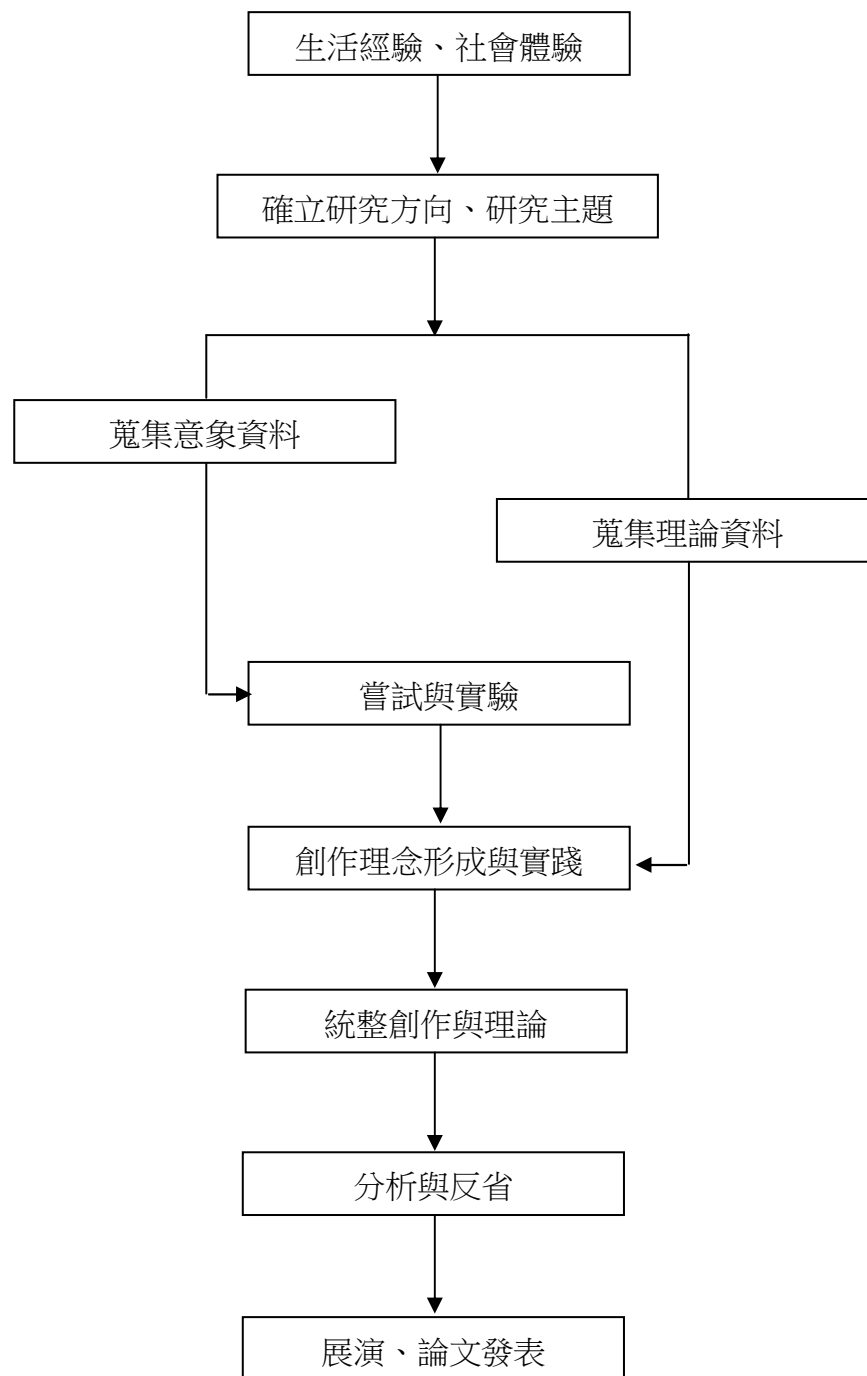 生活經驗、社會體驗
確立研究方向、研究主題
蒐集意象資料
蒐集理論資料
嘗試與實驗
創作理念形成與實踐
統整創作與理論
分析與反省
展演、論文發表